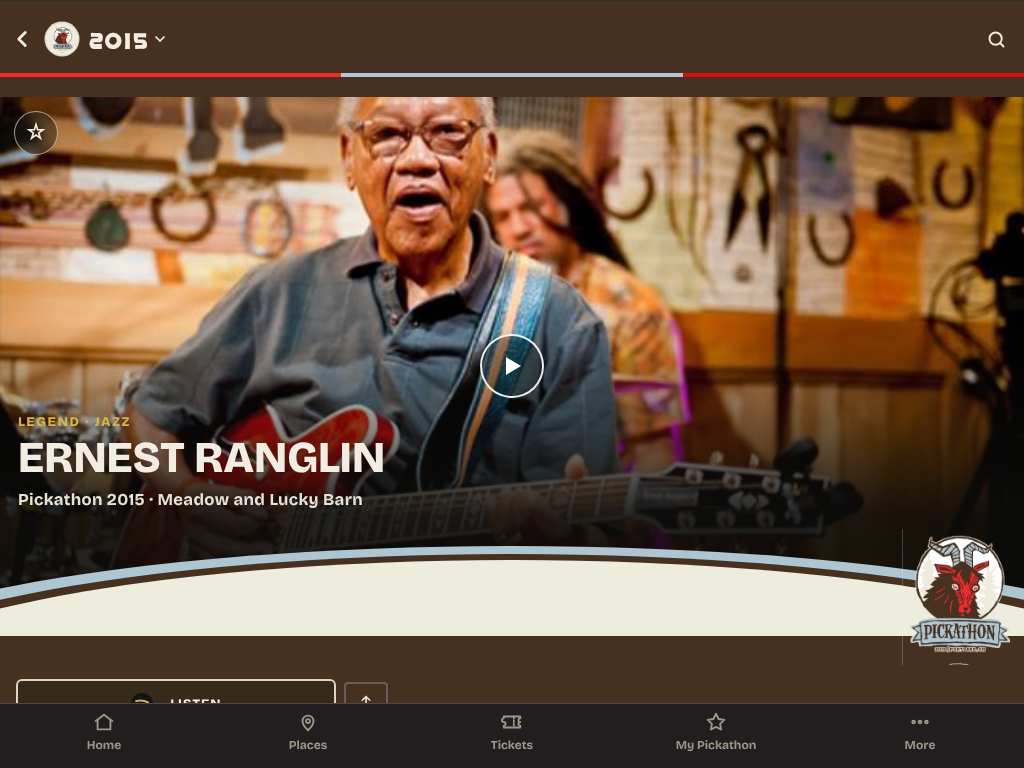 2015
LEGEND · JAZZ
ERNEST RANGLIN
Pickathon 2015 · Meadow and Lucky Barn
PICKATHON
LISTEN
Home
Places
Tickets
My Pickathon
More